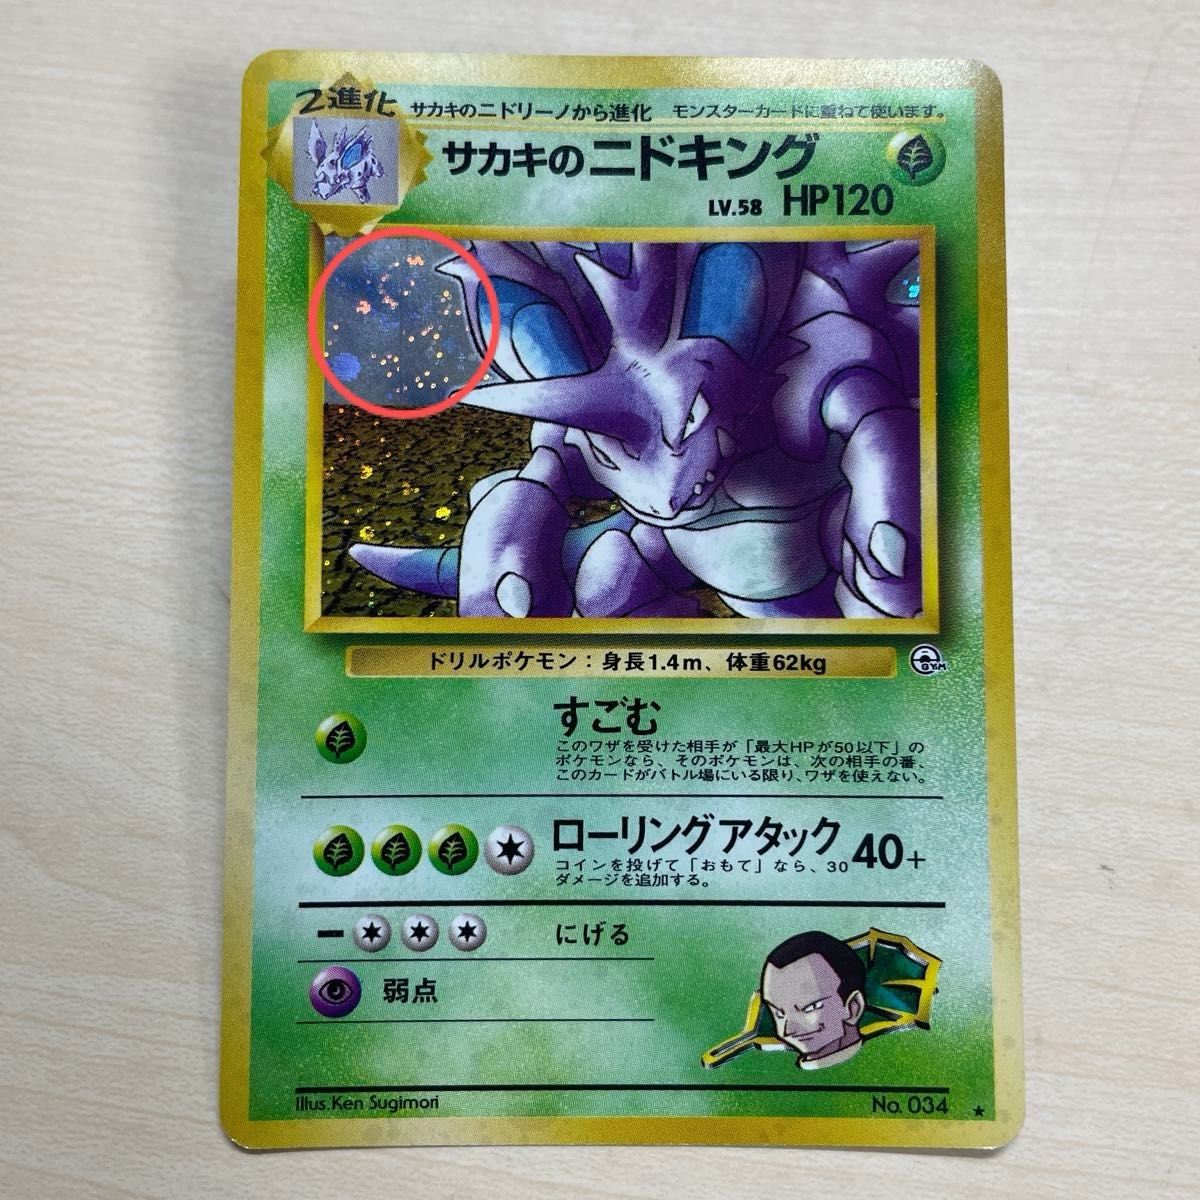 2進化
サカキのニドリーノから進化 モンスターカードに重ねて使います。
サカキのニドキング
LV.58 HP120
ドリルポケモン：身長1.4m、体重62kg
GYM
すごむ
このワザを受けた相手が「最大HPが50以下」の
ポケモンなら、そのポケモンは、次の相手の番、
このカードがバトル場にいる限り、ワザを使えない。
ローリングアタック 40+
コインを投げて「おもて」なら、30
ダメージを追加する。
ー にげる
弱点
Illus. Ken Sugimori No. 034 ★